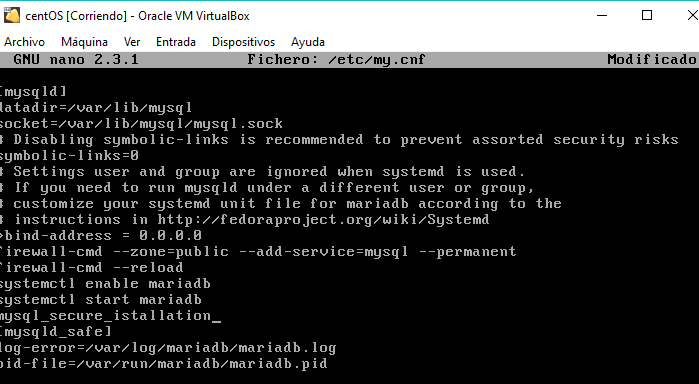 centOS [Corriendo] - Oracle VM VirtualBox
Archivo Máquina Ver Entrada Dispositivos Ayuda
GNU nano 2.3.1 Fichero: /etc/my.cnf Modificado
[mysqld]
datadir=/var/lib/mysql
socket=/var/lib/mysql/mysql.sock
# Disabling symbolic-links is recommended to prevent assorted security risks
symbolic-links=0
# Settings user and group are ignored when systemd is used.
# If you need to run mysqld under a different user or group,
# customize your systemd unit file for mariadb according to the
# instructions in http://fedoraproject.org/wiki/Systemd
bind-address = 0.0.0.0
firewall-cmd --zone=public --add-service=mysql --permanent
firewall-cmd --reload
systemctl enable mariadb
systemctl start mariadb
mysql_secure_istallation_
[mysqld_safe]
log-error=/var/log/mariadb/mariadb.log
pid-file=/var/run/mariadb/mariadb.pid